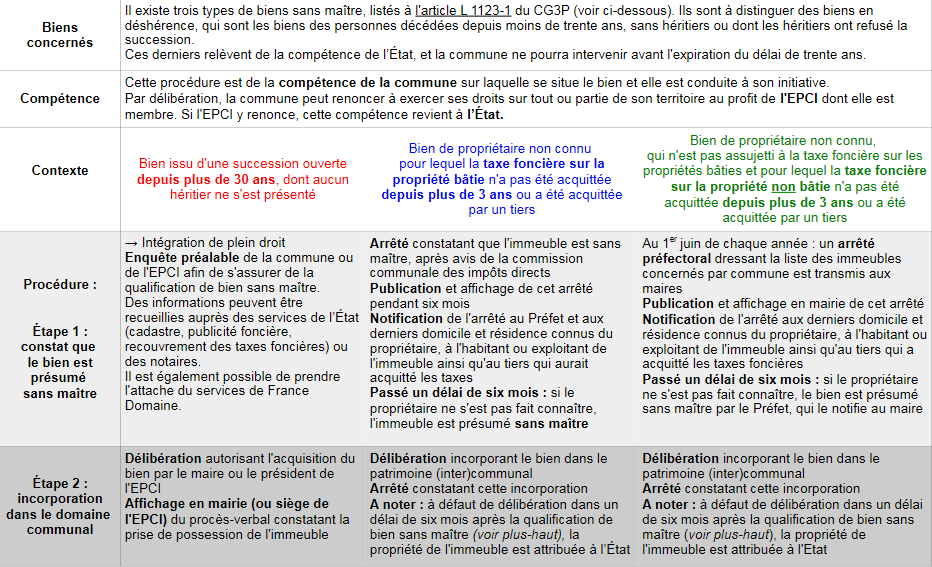 Biens
concernés
Il existe trois types de biens sans maître, listés à l'article L 1123-1 du CG3P (voir ci-dessous). Ils sont à distinguer des biens en
déshérence, qui sont les biens des personnes décédées depuis moins de trente ans, sans héritiers ou dont les héritiers ont refusé la
succession.
Ces derniers relèvent de la compétence de l'État, et la commune ne pourra intervenir avant l'expiration du délai de trente ans.
Compétence
Cette procédure est de la compétence de la commune sur laquelle se situe le bien et elle est conduite à son initiative.
Par délibération, la commune peut renoncer à exercer ses droits sur tout ou partie de son territoire au profit de l'EPCI dont elle est
membre. Si l'EPCI y renonce, cette compétence revient à l'État.
Contexte
Bien issu d'une succession ouverte
depuis plus de 30 ans, dont aucun
héritier ne s'est présenté
Bien de propriétaire non connu
pour lequel la taxe foncière sur la
propriété bâtie n'a pas été acquittée
depuis plus de 3 ans ou a été acquittée
par un tiers
Bien de propriétaire non connu,
qui n'est pas assujetti à la taxe foncière sur les
propriétés bâties et pour lequel la taxe foncière
sur la propriété non bâtie n'a pas été
acquittée depuis plus de 3 ans ou a été
acquittée par un tiers
Procédure :
Étape 1 :
constat que
le bien est
présumé
sans maître
→ Intégration de plein droit
Enquête préalable de la commune ou
de l'EPCI afin de s'assurer de la
qualification de bien sans maître.
Des informations peuvent être
recueillies auprès des services de l'État
(cadastre, publicité foncière,
recouvrement des taxes foncières) ou
des notaires.
Il est également possible de prendre
l'attache du services de France
Domaine.
Arrêté constatant que l'immeuble est sans
maître, après avis de la commission
communale des impôts directs
Publication et affichage de cet arrêté
pendant six mois
Notification de l'arrêté au Préfet et aux
derniers domicile et résidence connus du
propriétaire, à l'habitant ou exploitant de
l'immeuble ainsi qu'au tiers qui aurait
acquitté les taxes
Passé un délai de six mois : si le
propriétaire ne s'est pas fait connaître,
l'immeuble est présumé sans maître
Au 1er juin de chaque année : un arrêté
préfectoral dressant la liste des immeubles
concernés par commune est transmis aux
maires
Publication et affichage en mairie de cet arrêté
Notification de l'arrêté aux derniers domicile et
résidence connus du propriétaire, à l'habitant ou
exploitant de l'immeuble ainsi qu'au tiers qui a
acquitté les taxes foncières
Passé un délai de six mois : si le propriétaire
ne s'est pas fait connaître, le bien est présumé
sans maître par le Préfet, qui le notifie au maire
Étape 2 :
incorporation
dans le domaine
communal
Délibération autorisant l'acquisition du
bien par le maire ou le président de
l'EPCI
Affichage en mairie (ou siège de
l'EPCI) du procès-verbal constatant la
prise de possession de l'immeuble
Délibération incorporant le bien dans le
patrimoine (inter)communal
Arrêté constatant cette incorporation
A noter : à défaut de délibération dans un
délai de six mois après la qualification de
bien sans maître (voir plus-haut), la
propriété de l'immeuble est attribuée à l'État
Délibération incorporant le bien dans le
patrimoine (inter)communal
Arrêté constatant cette incorporation
A noter : à défaut de délibération dans un délai
de six mois après la qualification de bien sans
maître (voir plus-haut), la propriété de
l'immeuble est attribuée à l'Etat